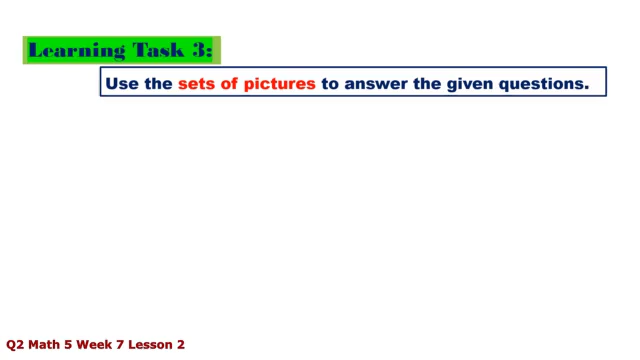 Learning Task 3:
Use the sets of pictures to answer the given questions.
Q2 Math 5 Week 7 Lesson 2